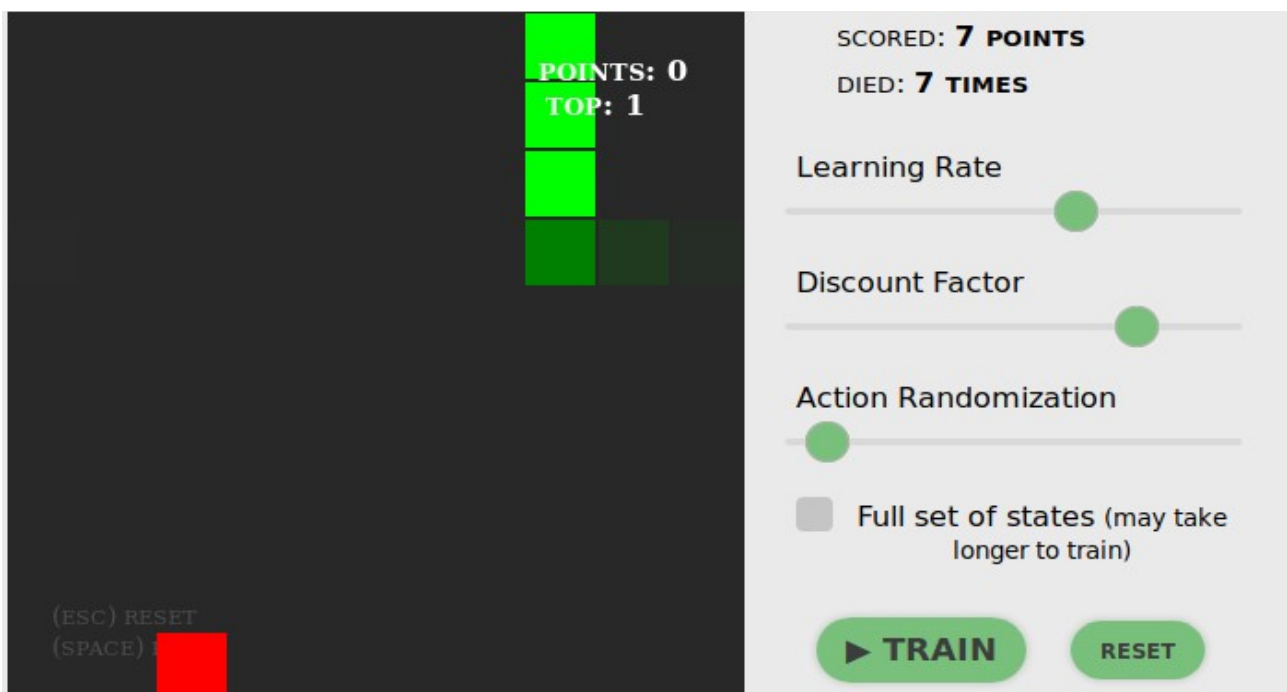 POINTS: 0
TOP: 1
(ESC) RESET
(SPACE)
SCORED: 7 POINTS
DIED: 7 TIMES
Learning Rate
Discount Factor
Action Randomization
Full set of states (may take
longer to train)
▶ TRAIN
RESET